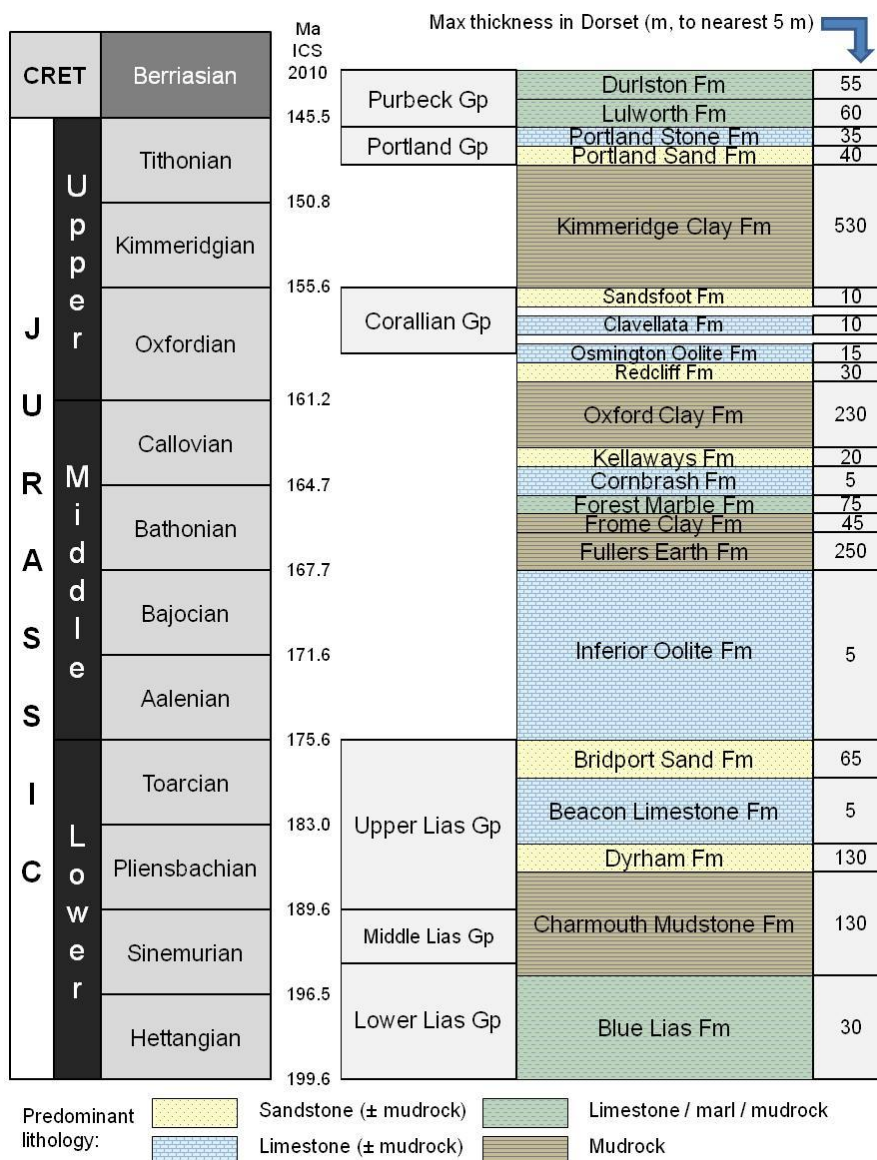 Max thickness in Dorset (m, to nearest 5 m)
Ma
ICS
2010
CRET
Berriasian
Purbeck Gp
Durlston Fm
55
Lulworth Fm
60
145.5
Portland Gp
Portland Stone Fm
35
Portland Sand Fm
40
JURASSIC
Upper
Tithonian
150.8
Kimmeridgian
Kimmeridge Clay Fm
530
155.6
Corallian Gp
Sandsfoot Fm
10
Clavellata Fm
10
Oxfordian
Osmington Oolite Fm
15
Redcliff Fm
30
161.2
Middle
Callovian
Oxford Clay Fm
230
Kellaways Fm
20
164.7
Cornbrash Fm
5
Forest Marble Fm
75
Bathonian
Frome Clay Fm
45
Fullers Earth Fm
250
167.7
Bajocian
Inferior Oolite Fm
5
171.6
Aalenian
175.6
Lower
Toarcian
Upper Lias Gp
Bridport Sand Fm
65
183.0
Beacon Limestone Fm
5
Pliensbachian
Dyrham Fm
130
189.6
Middle Lias Gp
Charmouth Mudstone Fm
130
Sinemurian
196.5
Lower Lias Gp
Blue Lias Fm
30
Hettangian
199.6
Predominant
lithology:
Sandstone (± mudrock)
Limestone / marl / mudrock
Limestone (± mudrock)
Mudrock